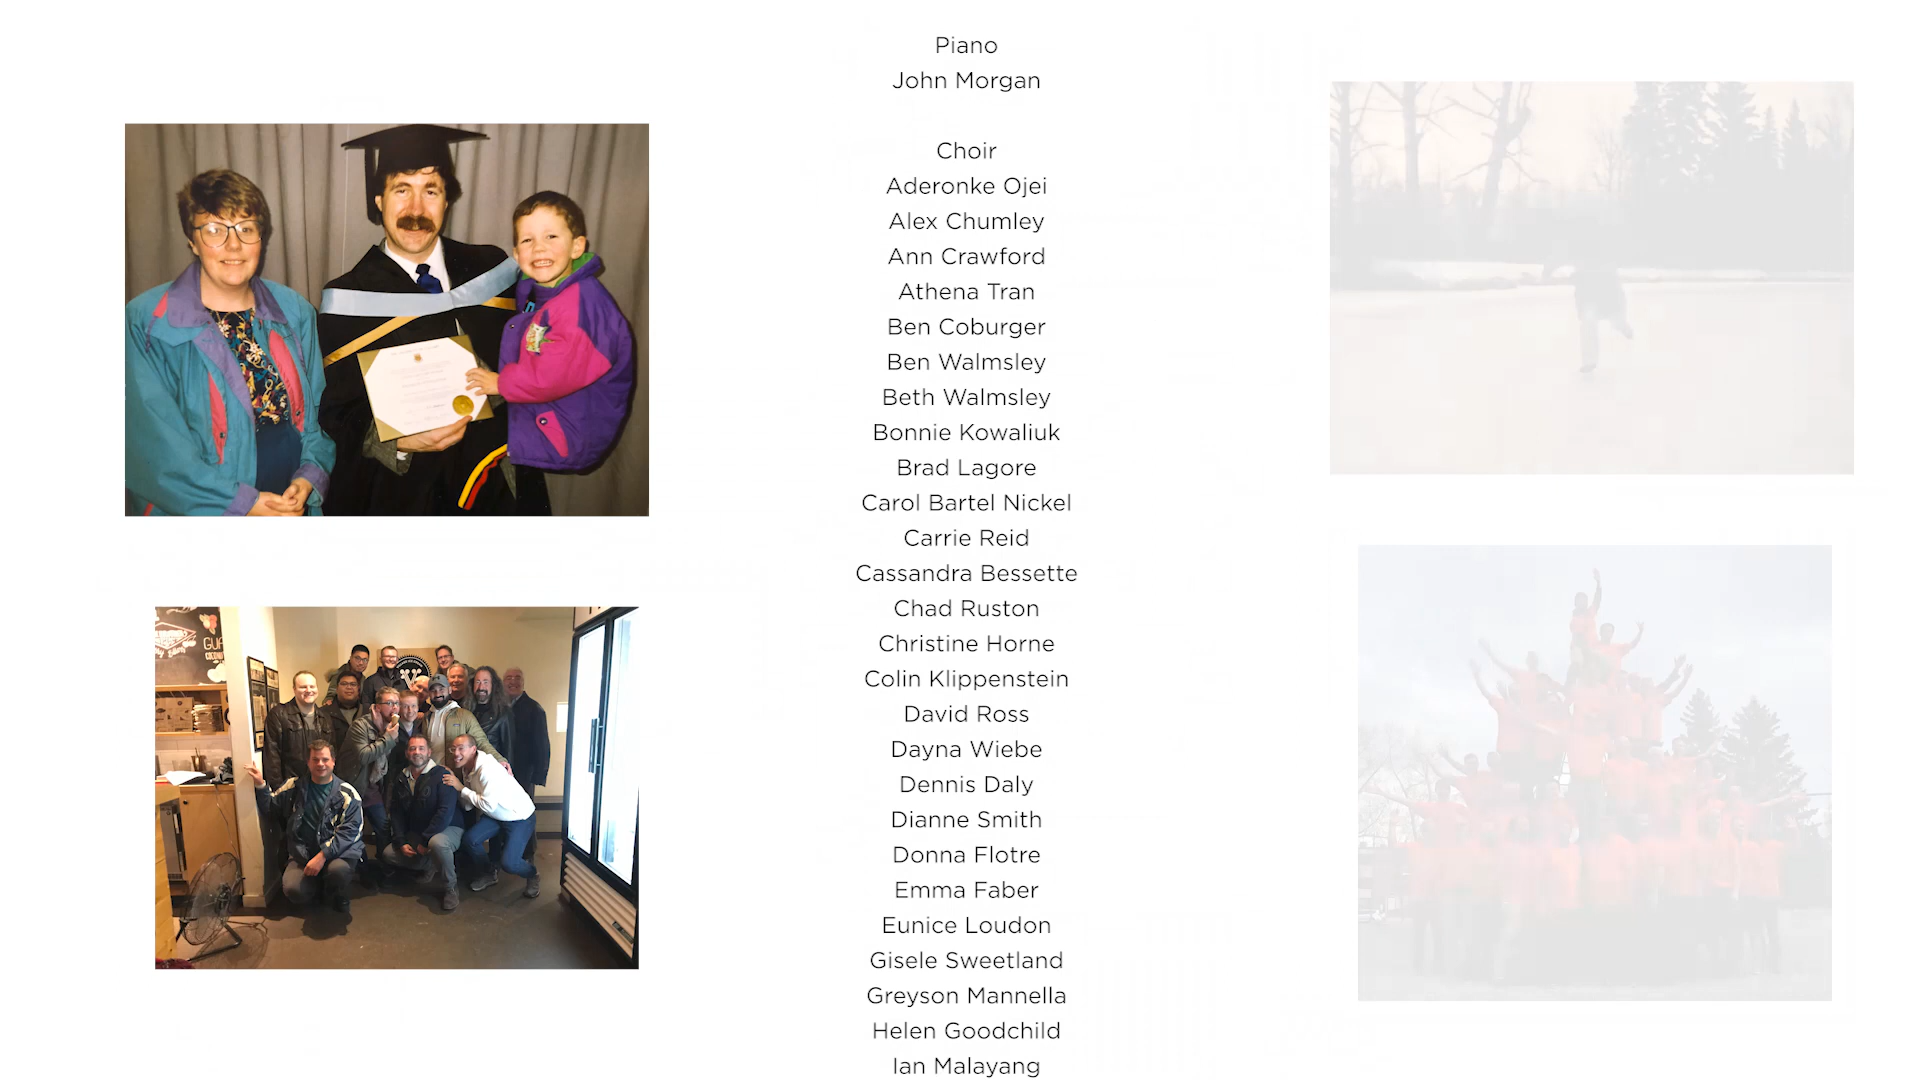 Piano
John Morgan
Choir
Aderonke Ojei
Alex Chumley
Ann Crawford
Athena Tran
Ben Coburger
Ben Walmsley
Beth Walmsley
Bonnie Kowaliuk
Brad Lagore
Carol Bartel Nickel
Carrie Reid
Cassandra Bessette
Chad Ruston
Christine Horne
Colin Klippenstein
David Ross
Dayna Wiebe
Dennis Daly
Dianne Smith
Donna Flotre
Emma Faber
Eunice Loudon
Gisele Sweetland
Greyson Mannella
Helen Goodchild
Ian Malayang